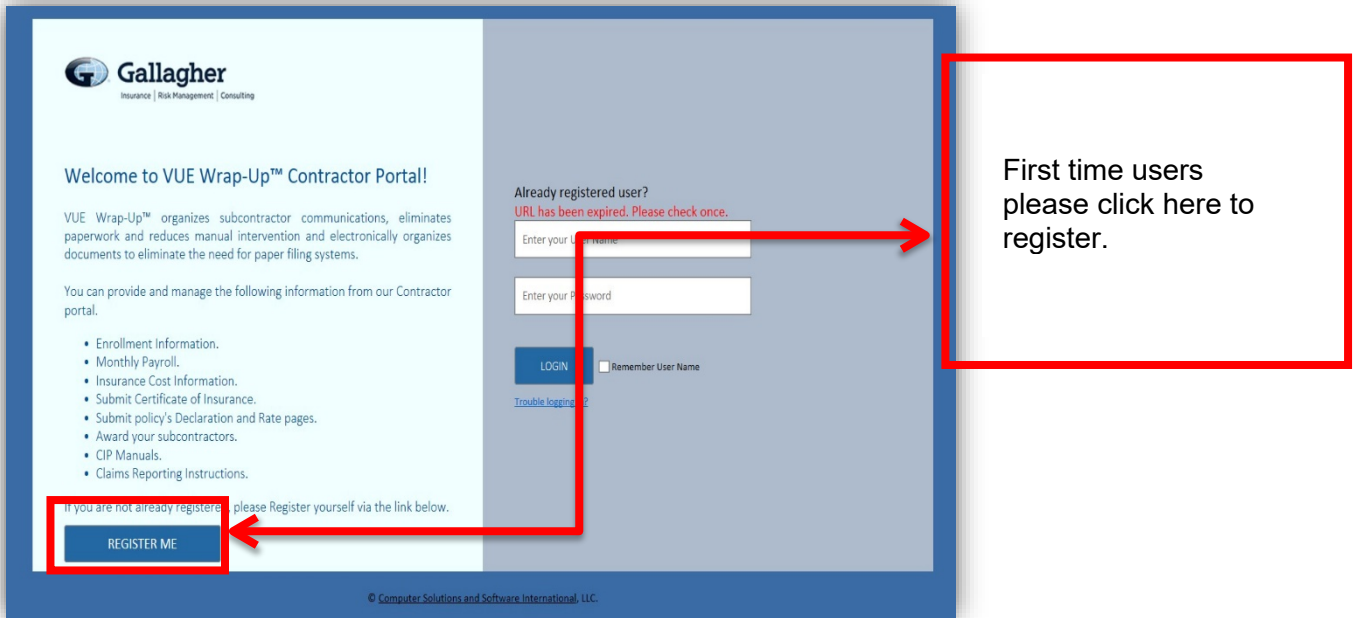 Gallagher
Insurance | Risk Management | Consulting
Welcome to VUE Wrap-Up™ Contractor Portal!
VUE Wrap-Up™ organizes subcontractor communications, eliminates
paperwork and reduces manual intervention and electronically organizes
documents to eliminate the need for paper filing systems.
You can provide and manage the following information from our Contractor
portal.
• Enrollment Information.
• Monthly Payroll.
• Insurance Cost Information.
• Submit Certificate of Insurance.
• Submit policy's Declaration and Rate pages.
• Award your subcontractors.
• CIP Manuals.
• Claims Reporting Instructions.
If you are not already registered, please Register yourself via the link below.
REGISTER ME
Already registered user?
URL has been expired. Please check once.
Enter your User Name
Enter your Password
LOGIN
Remember User Name
Trouble logging in?
© Computer Solutions and Software International, LLC.
First time users
please click here to
register.